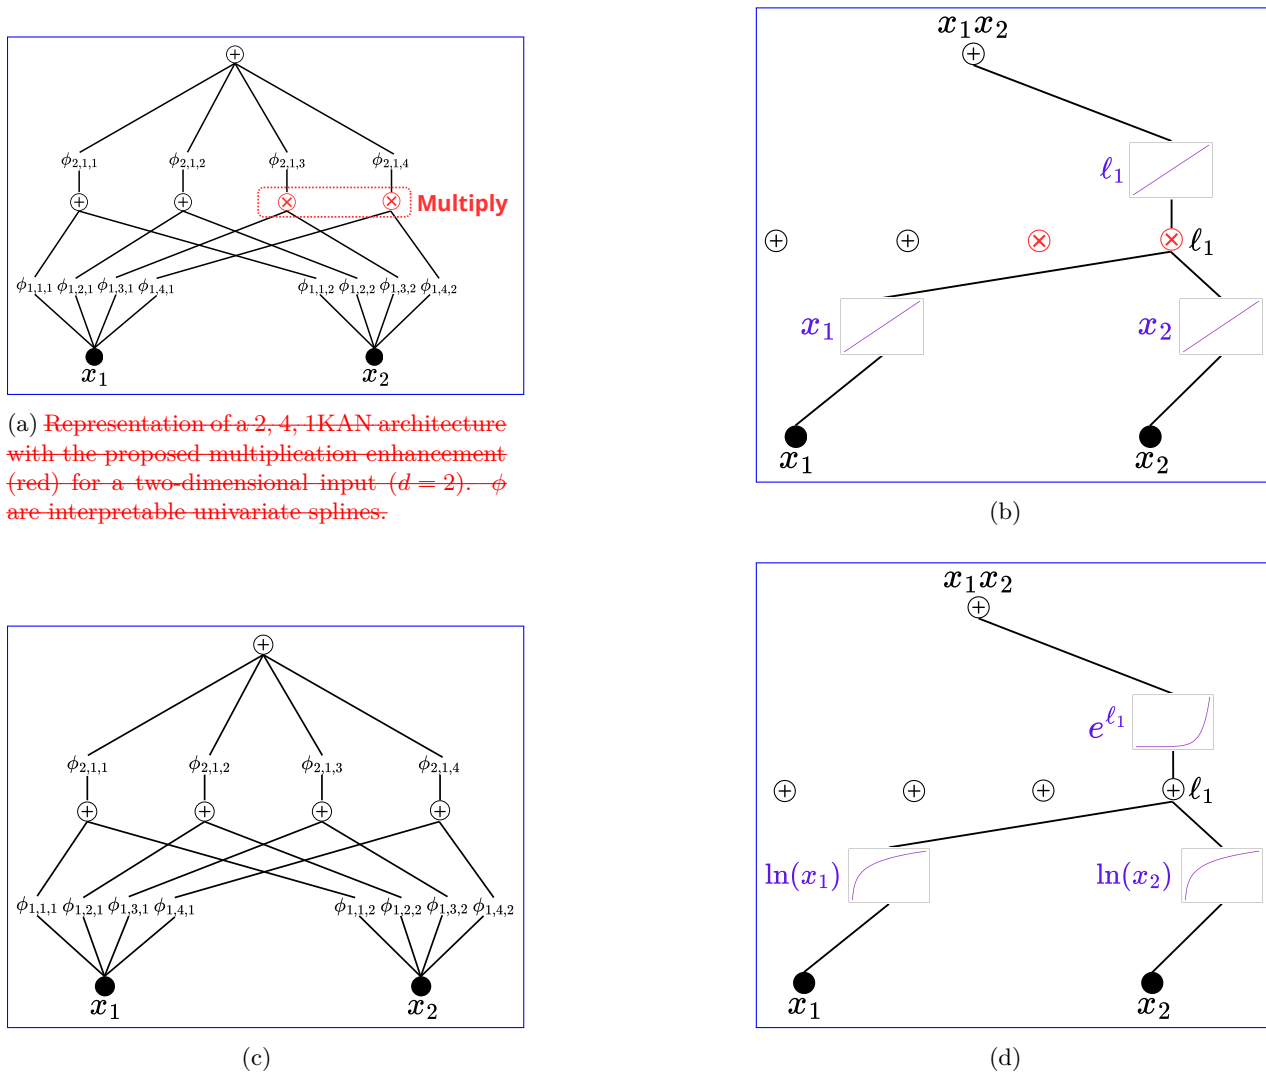 ϕ2,1,1 ϕ2,1,2 ϕ2,1,3 ϕ2,1,4
Multiply
ϕ1,1,1 ϕ1,2,1 ϕ1,3,1 ϕ1,4,1 ϕ1,1,2 ϕ1,2,2 ϕ1,3,2 ϕ1,4,2
x1 x2
(a) Representation of a 2, 4, 1KAN architecture
with the proposed multiplication enhancement
(red) for a two-dimensional input (d = 2). ϕ
are interpretable univariate splines.
x1x2
ℓ1
ℓ1
x1 x2
x1 x2
(b)
ϕ2,1,1 ϕ2,1,2 ϕ2,1,3 ϕ2,1,4
ϕ1,1,1 ϕ1,2,1 ϕ1,3,1 ϕ1,4,1 ϕ1,1,2 ϕ1,2,2 ϕ1,3,2 ϕ1,4,2
x1 x2
(c)
x1x2
e^ℓ1
ℓ1
ln(x1) ln(x2)
x1 x2
(d)